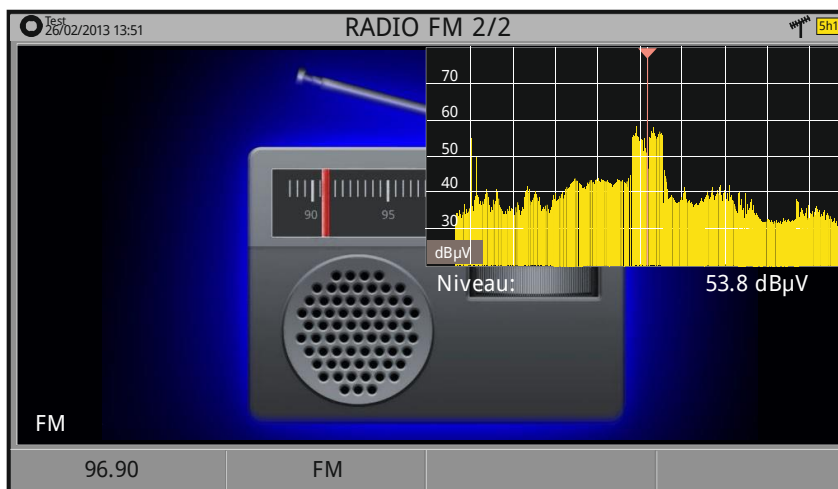 Test
26/02/2013 13:51
RADIO FM 2/2
5h1
70
60
50
40
30
dBµV
90
95
Niveau:
53.8 dBµV
FM
96.90
FM